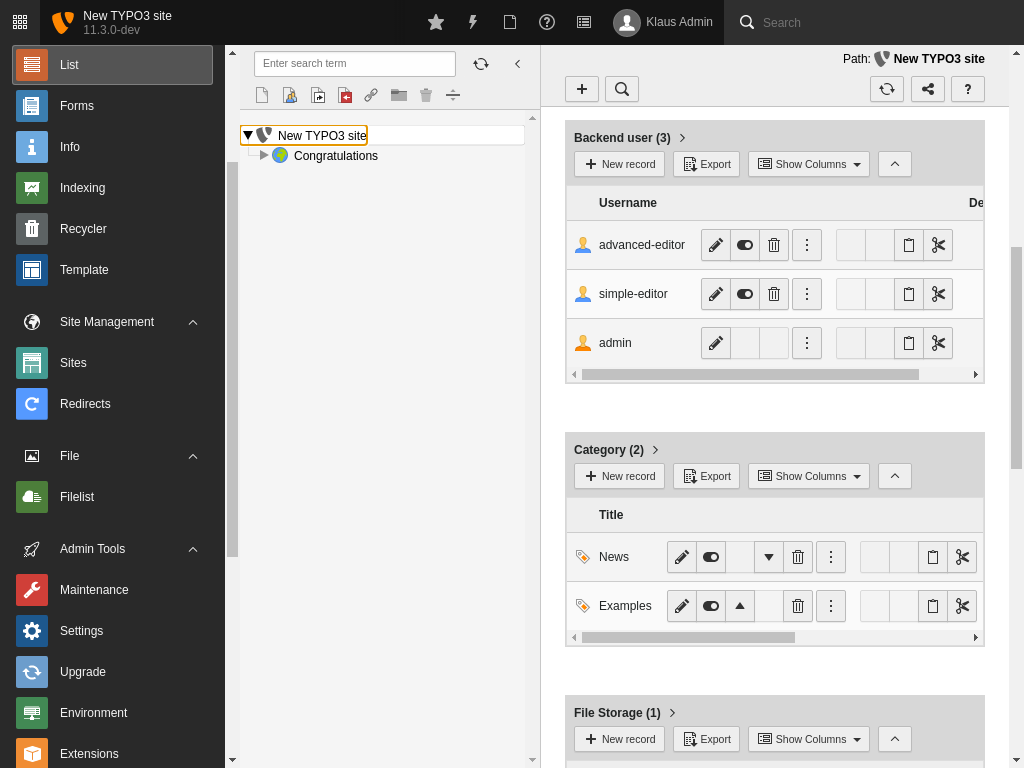 New TYPO3 site
11.3.0-dev
Klaus Admin
Search
List
Forms
Info
Indexing
Recycler
Template
Site Management
Sites
Redirects
File
Filelist
Admin Tools
Maintenance
Settings
Upgrade
Environment
Extensions
Enter search term
New TYPO3 site
Congratulations
Path: New TYPO3 site
Backend user (3)
New record
Export
Show Columns
Username
De
advanced-editor
simple-editor
admin
Category (2)
New record
Export
Show Columns
Title
News
Examples
File Storage (1)
New record
Export
Show Columns